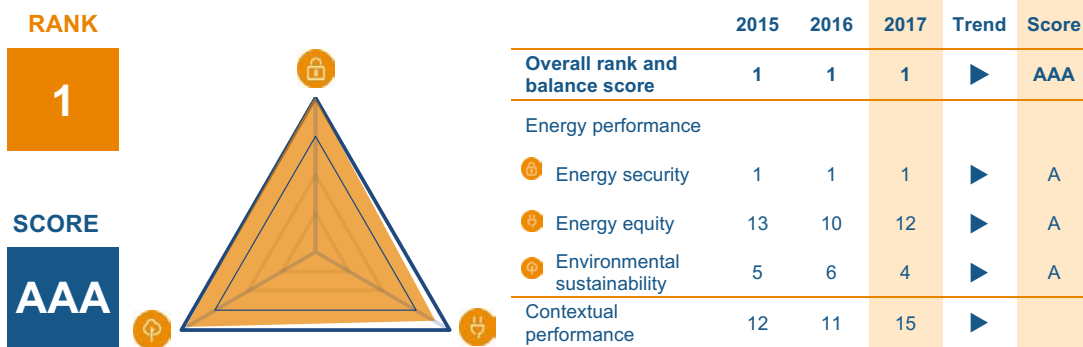 RANK
1
SCORE
AAA
2015 2016 2017 Trend Score
Overall rank and
balance score
1 1 1 AAA
Energy performance
Energy security 1 1 1 A
Energy equity 13 10 12 A
Environmental
sustainability
5 6 4 A
Contextual
performance
12 11 15